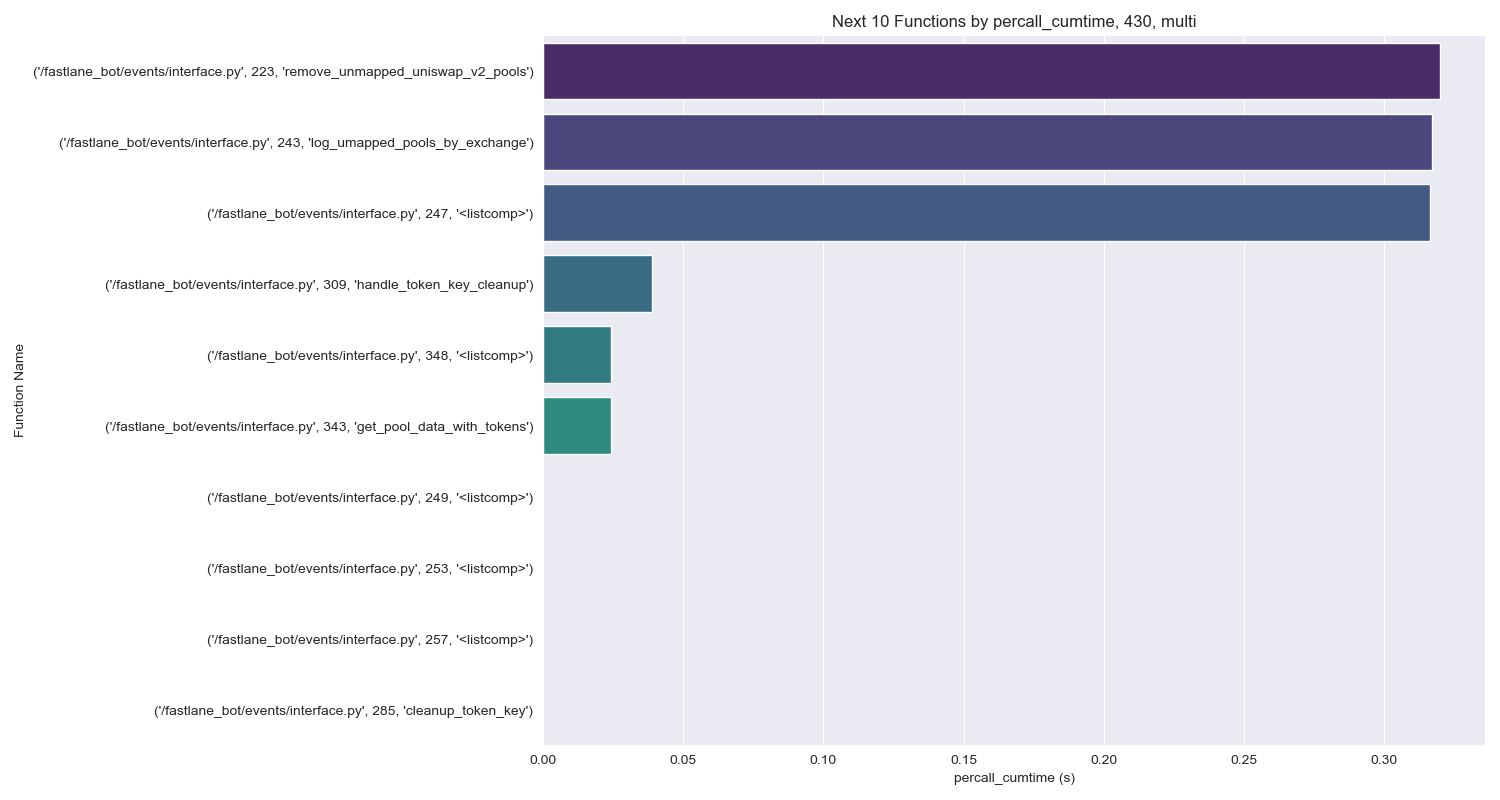 Next 10 Functions by percall_cumtime, 430, multi
('/fastlane_bot/events/interface.py', 223, 'remove_unmapped_uniswap_v2_pools')
('/fastlane_bot/events/interface.py', 243, 'log_umapped_pools_by_exchange')
('/fastlane_bot/events/interface.py', 247, '<listcomp>')
('/fastlane_bot/events/interface.py', 309, 'handle_token_key_cleanup')
('/fastlane_bot/events/interface.py', 348, '<listcomp>')
('/fastlane_bot/events/interface.py', 343, 'get_pool_data_with_tokens')
('/fastlane_bot/events/interface.py', 249, '<listcomp>')
('/fastlane_bot/events/interface.py', 253, '<listcomp>')
('/fastlane_bot/events/interface.py', 257, '<listcomp>')
('/fastlane_bot/events/interface.py', 285, 'cleanup_token_key')
Function Name
0.00 0.05 0.10 0.15 0.20 0.25 0.30
percall_cumtime (s)